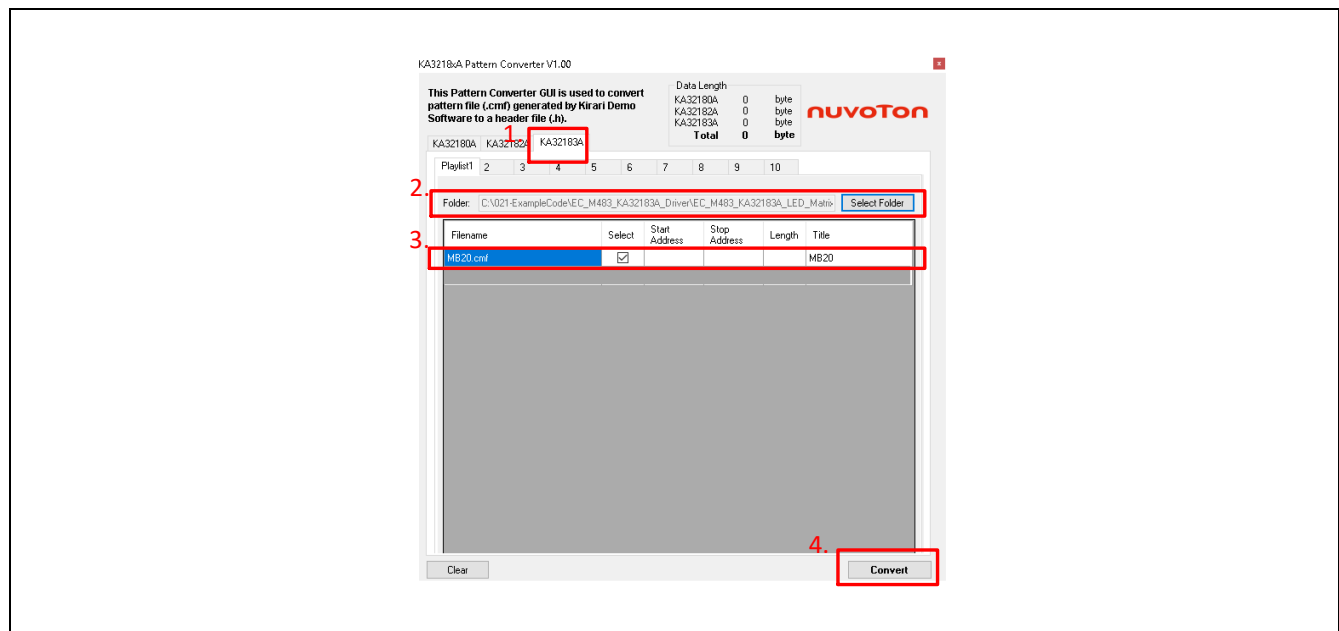 KA3218xA Pattern Converter V1.00
x
This Pattern Converter GUI is used to convert
pattern file (.cmf) generated by Kirari Demo
Software to a header file (.h).
Data Length
KA32180A 0 byte
KA32182A 0 byte
KA32183A 0 byte
Total 0 byte
nuvoTon
1.
KA32180A KA32182A KA32183A
Playlist1 2 3 4 5 6 7 8 9 10
2.
Folder: C:\021-ExampleCode\EC_M483_KA32183A_Driver\EC_M483_KA32183A_LED_Matrix Select Folder
3.
Filename Select Start Address Stop Address Length Title
MB20.cmf MB20
4.
Clear Convert